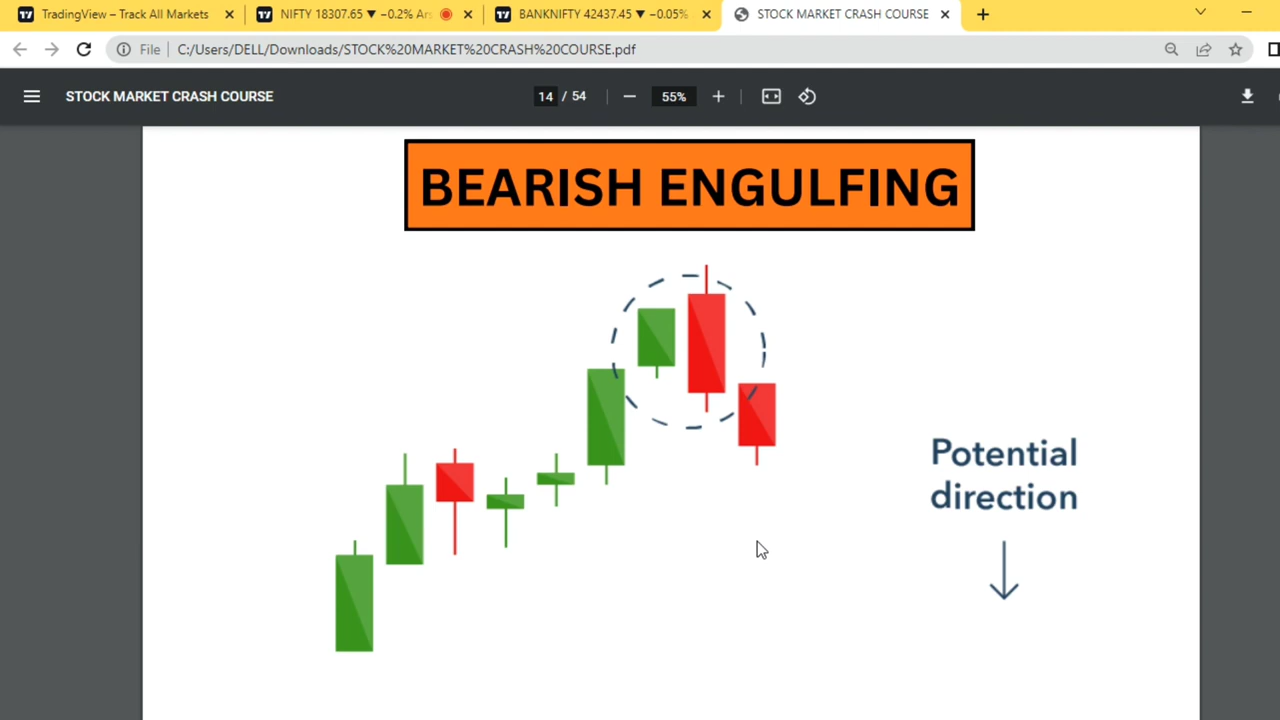 TradingView – Track All Markets
NIFTY 18307.65 ▼ −0.2%
BANKNIFTY 42437.45 ▼ −0.05%
STOCK MARKET CRASH COURSE
File
C:/Users/DELL/Downloads/STOCK%20MARKET%20CRASH%20COURSE.pdf
STOCK MARKET CRASH COURSE
14 / 54
55%
BEARISH ENGULFING
Potential
direction